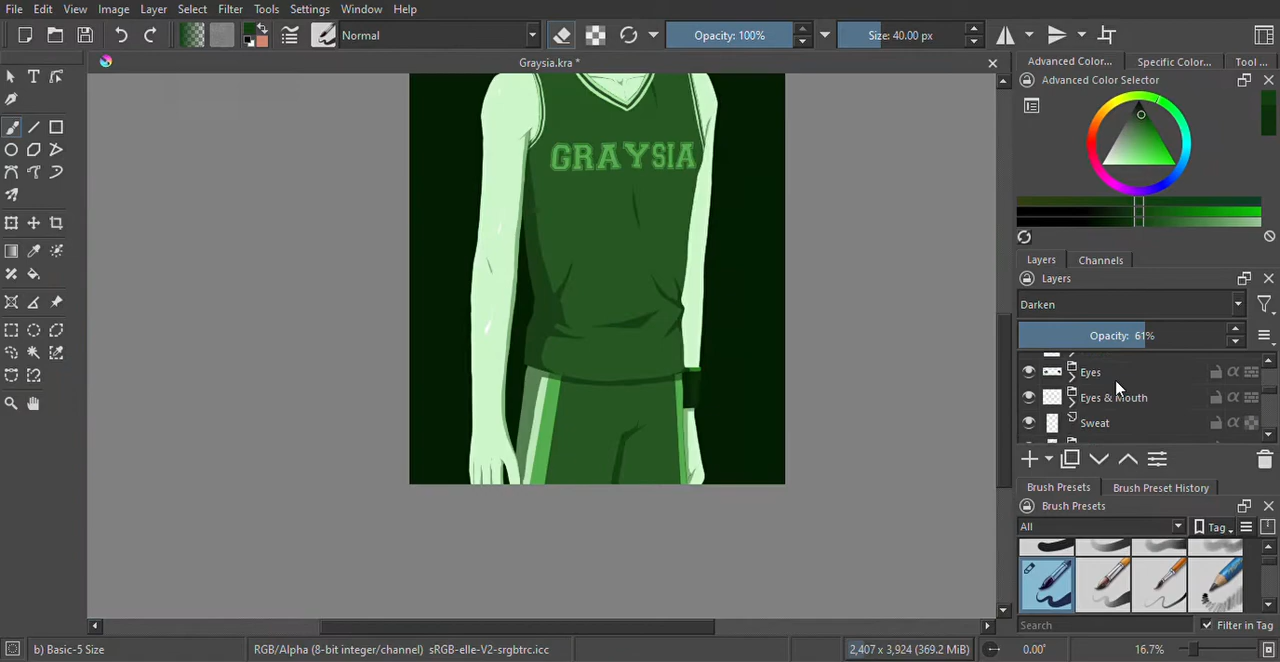 File Edit View Image Layer Select Filter Tools Settings Window Help
Normal Opacity: 100% Size: 40.00 px
Graysia.kra *
Advanced Color... Specific Color... Tool ...
Advanced Color Selector
GRAYSIA
Layers Channels
Layers
Darken
Opacity: 61%
Eyes
Eyes & Mouth
Sweat
Brush Presets Brush Preset History
Brush Presets
All Tag
Search Filter in Tag
b) Basic-5 Size RGB/Alpha (8-bit integer/channel) sRGB-elle-V2-srgbtrc.icc 2,407 x 3,924 (369.2 MiB) 0.00° 16.7%